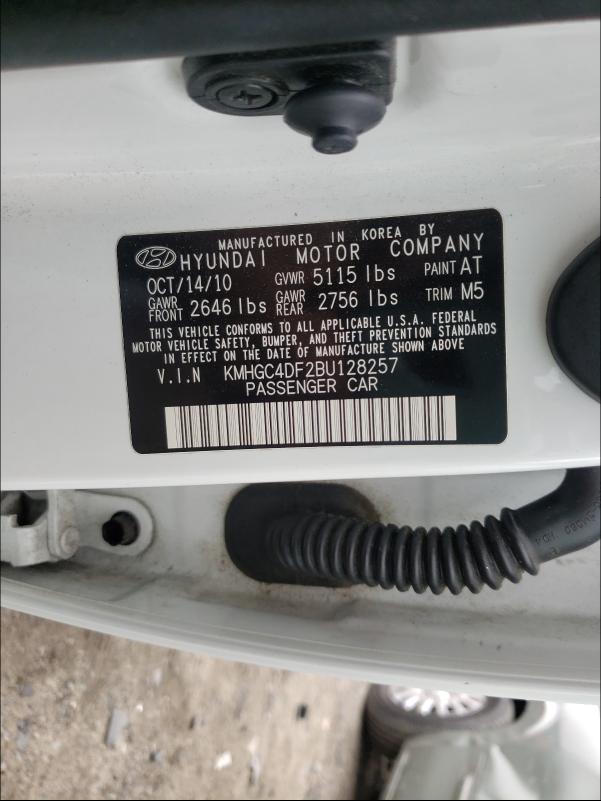 MANUFACTURED IN KOREA BY
HYUNDAI MOTOR COMPANY
OCT/14/10 GVWR 5115 lbs PAINT AT
GAWR FRONT 2646 lbs GAWR REAR 2756 lbs TRIM M5
THIS VEHICLE CONFORMS TO ALL APPLICABLE U.S.A. FEDERAL
MOTOR VEHICLE SAFETY, BUMPER, AND THEFT PREVENTION STANDARDS
IN EFFECT ON THE DATE OF MANUFACTURE SHOWN ABOVE
V.I.N KMHGC4DF2BU128257
PASSENGER CAR